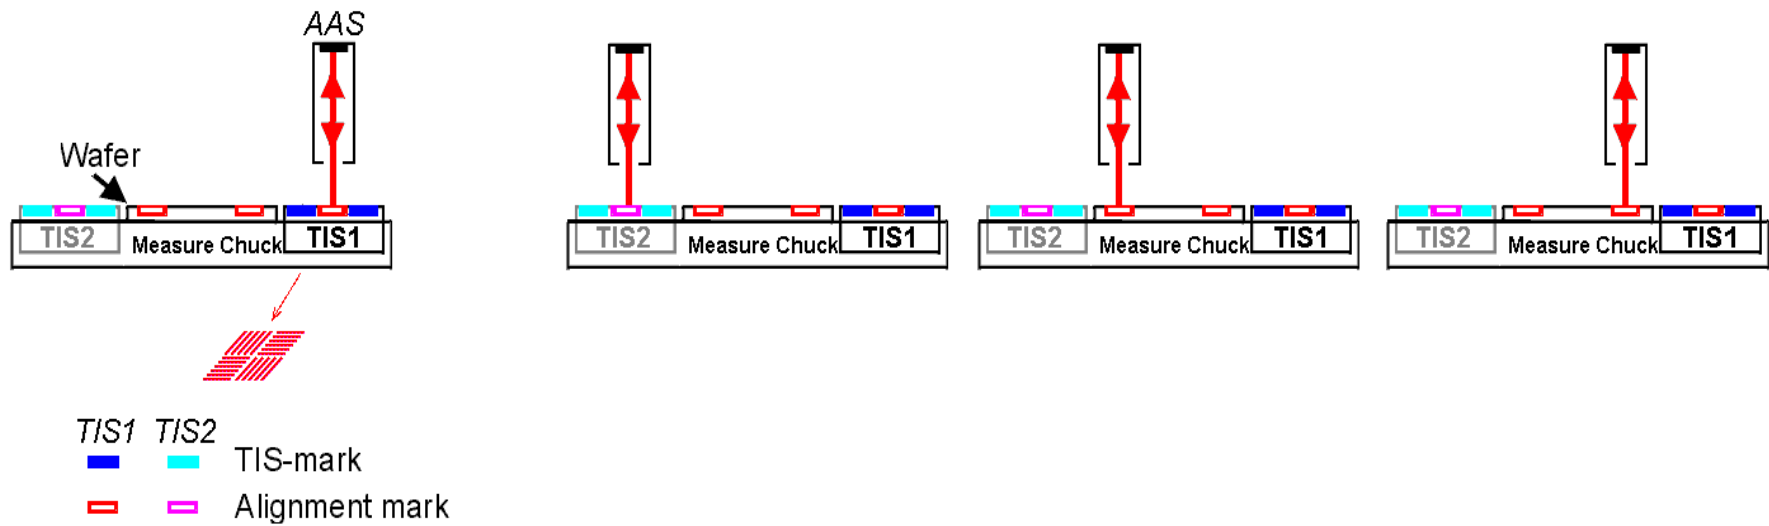 AAS
Wafer
TIS2 Measure Chuck TIS1
TIS2 Measure Chuck TIS1
TIS2 Measure Chuck TIS1
TIS2 Measure Chuck TIS1
TIS1 TIS2
TIS-mark
Alignment mark